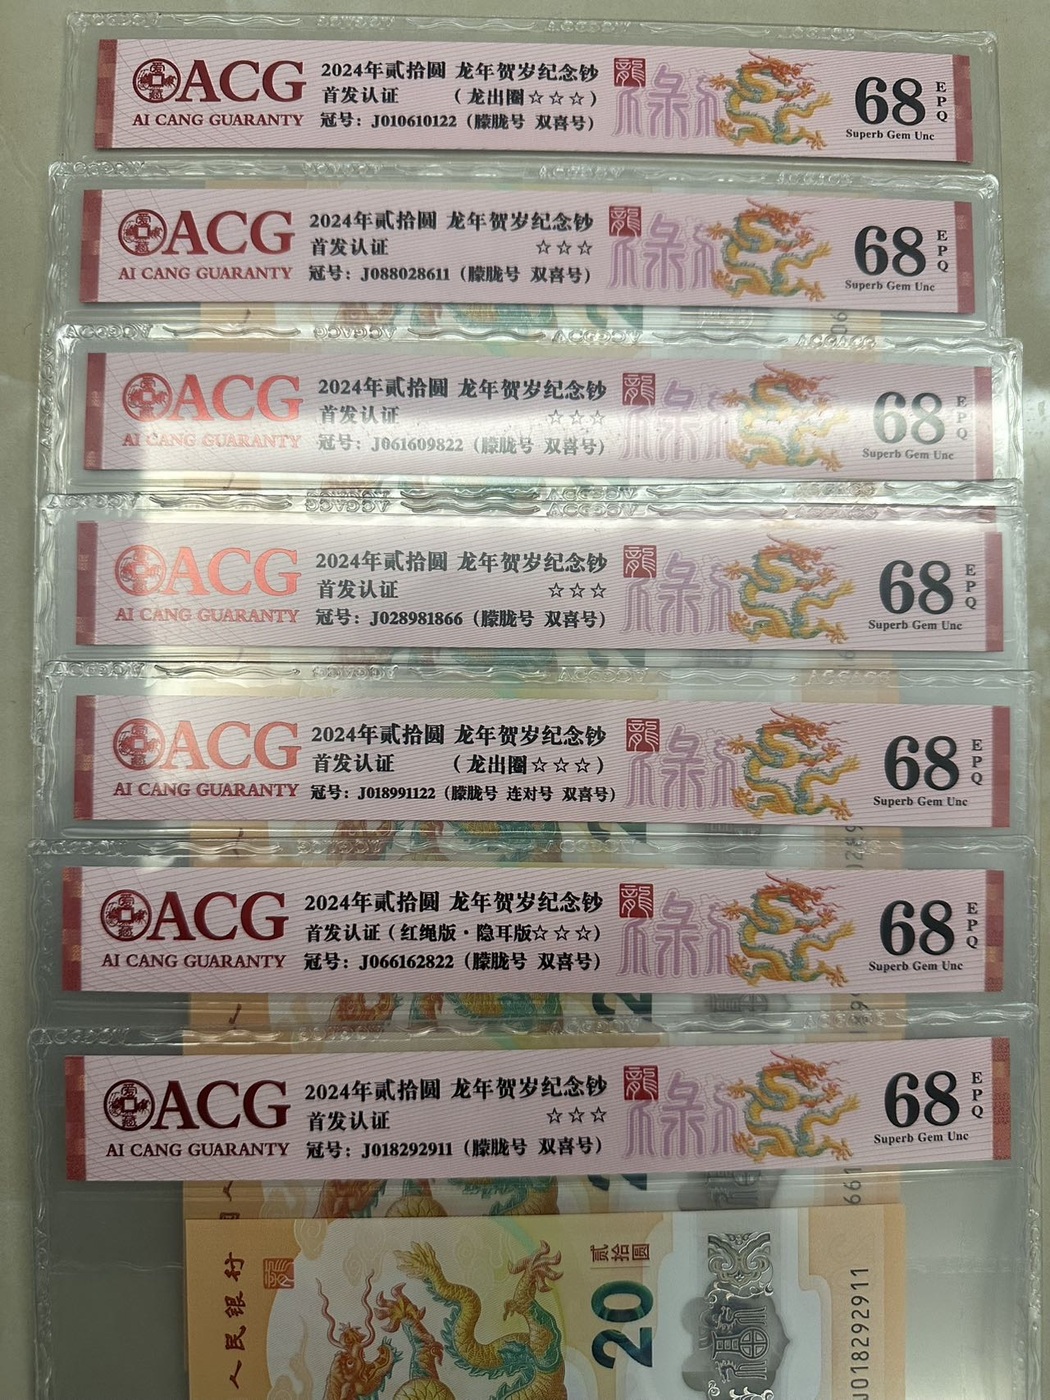 ACG
AI CANG GUARANTY
2024年贰拾圆 龙年贺岁纪念钞
首发认证 (龙出圈☆☆☆)
冠号: J010610122 (朦胧号 双喜号)
龍
68
EPQ
Superb Gem Unc
ACG
AI CANG GUARANTY
2024年贰拾圆 龙年贺岁纪念钞
首发认证 ☆☆☆
冠号: J088028611 (朦胧号 双喜号)
龍
68
EPQ
Superb Gem Unc
ACG
AI CANG GUARANTY
2024年贰拾圆 龙年贺岁纪念钞
首发认证 ☆☆☆
冠号: J061609822 (朦胧号 双喜号)
龍
68
EPQ
Superb Gem Unc
ACG
AI CANG GUARANTY
2024年贰拾圆 龙年贺岁纪念钞
首发认证 ☆☆☆
冠号: J028981866 (朦胧号 双喜号)
龍
68
EPQ
Superb Gem Unc
ACG
AI CANG GUARANTY
2024年贰拾圆 龙年贺岁纪念钞
首发认证 (龙出圈☆☆☆)
冠号: J018991122 (朦胧号 连对号 双喜号)
龍
68
EPQ
Superb Gem Unc
ACG
AI CANG GUARANTY
2024年贰拾圆 龙年贺岁纪念钞
首发认证 (红绳版·隐耳版☆☆☆)
冠号: J066162822 (朦胧号 双喜号)
龍
68
EPQ
Superb Gem Unc
ACG
AI CANG GUARANTY
2024年贰拾圆 龙年贺岁纪念钞
首发认证 ☆☆☆
冠号: J018292911 (朦胧号 双喜号)
龍
68
EPQ
Superb Gem Unc
人民银行
贰拾圆
20
J018292911